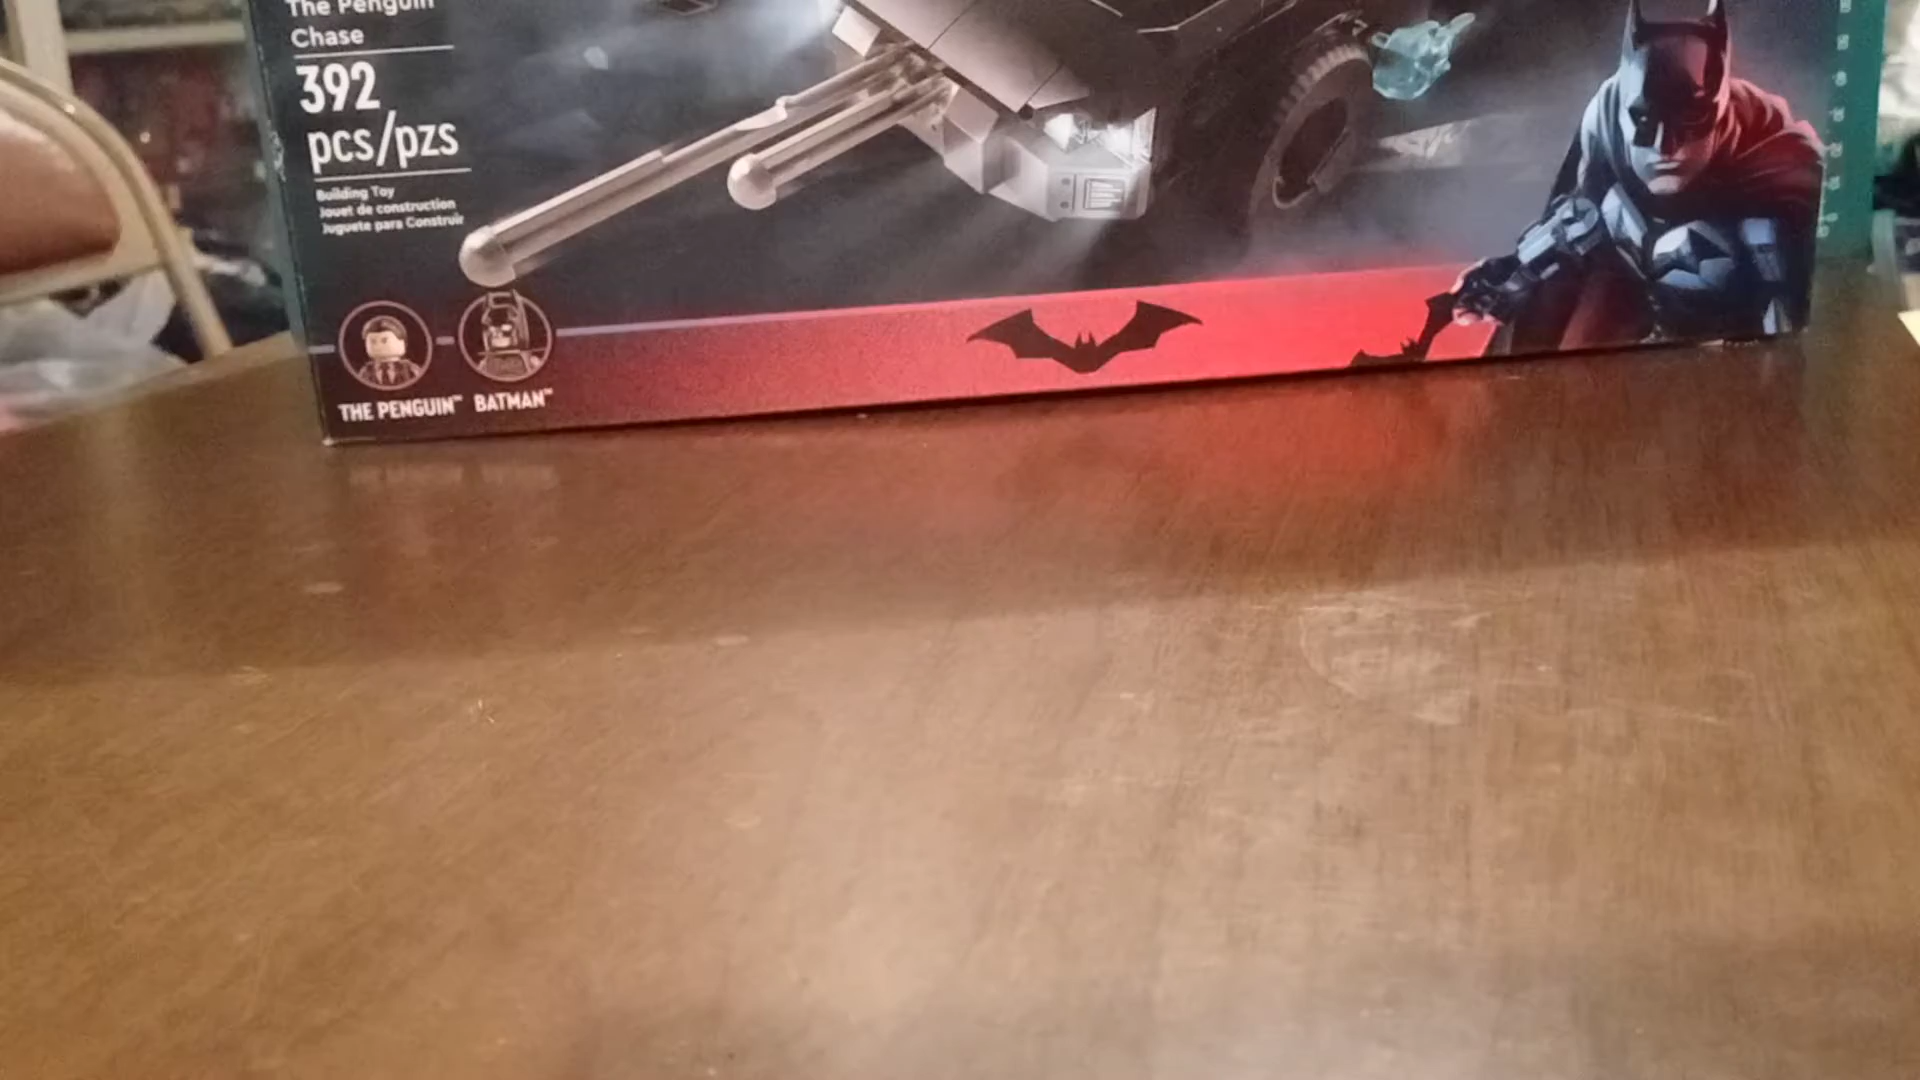 The Penguin
Chase
392
pcs/pzs
Building Toy
Jouet de construction
Juguete para Construir
THE PENGUIN™ BATMAN™